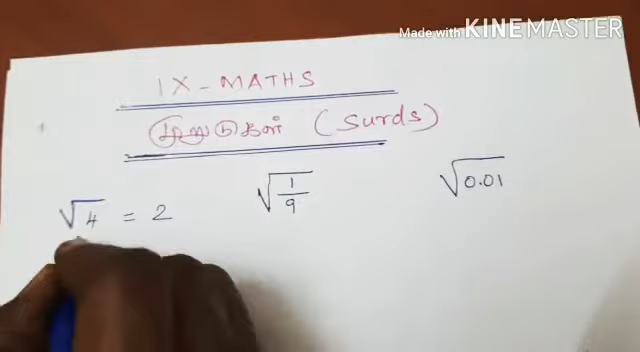 Made with KINEMASTER
IX - MATHS
முறுடுகள் (Surds)
√4 = 2 √(1/9) √0.01